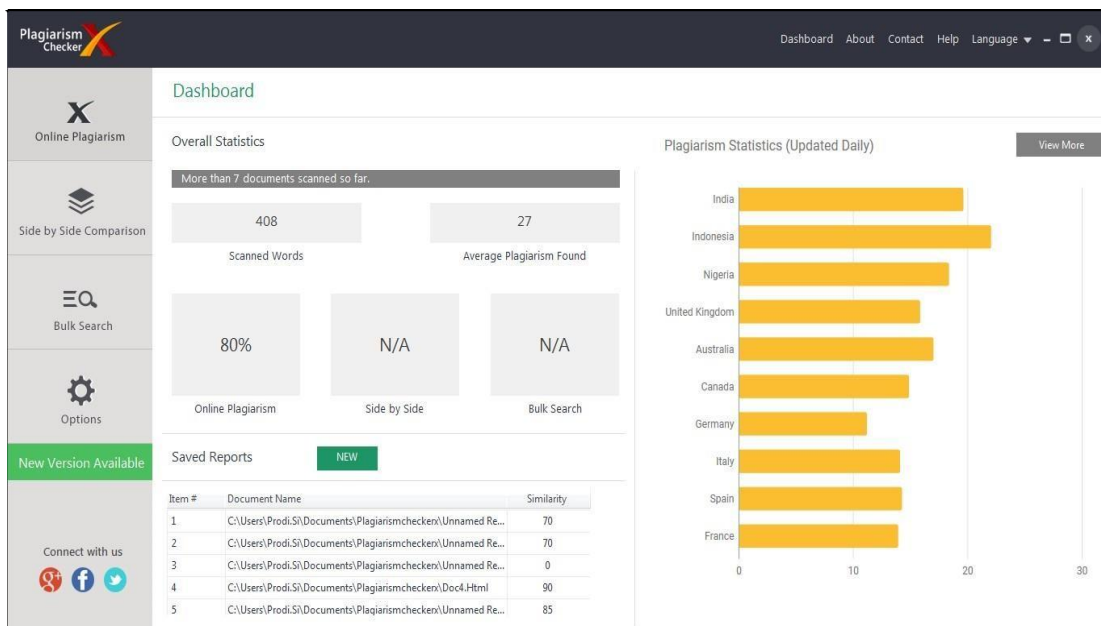 Plagiarism
Checker
Dashboard About Contact Help Language
x
Online Plagiarism
Side by Side Comparison
Bulk Search
Options
New Version Available
Connect with us
Dashboard
Overall Statistics
More than 7 documents scanned so far.
408
Scanned Words
27
Average Plagiarism Found
80%
Online Plagiarism
N/A
Side by Side
N/A
Bulk Search
Saved Reports
NEW
Item # Document Name Similarity
1 C:\Users\Prodi.Si\Documents\Plagiarismcheckerx\Unnamed Re... 70
2 C:\Users\Prodi.Si\Documents\Plagiarismcheckerx\Unnamed Re... 70
3 C:\Users\Prodi.Si\Documents\Plagiarismcheckerx\Unnamed Re... 0
4 C:\Users\Prodi.Si\Documents\Plagiarismcheckerx\Doc4.Html 90
5 C:\Users\Prodi.Si\Documents\Plagiarismcheckerx\Unnamed Re... 85
Plagiarism Statistics (Updated Daily)
View More
India
Indonesia
Nigeria
United Kingdom
Australia
Canada
Germany
Italy
Spain
France
0 10 20 30